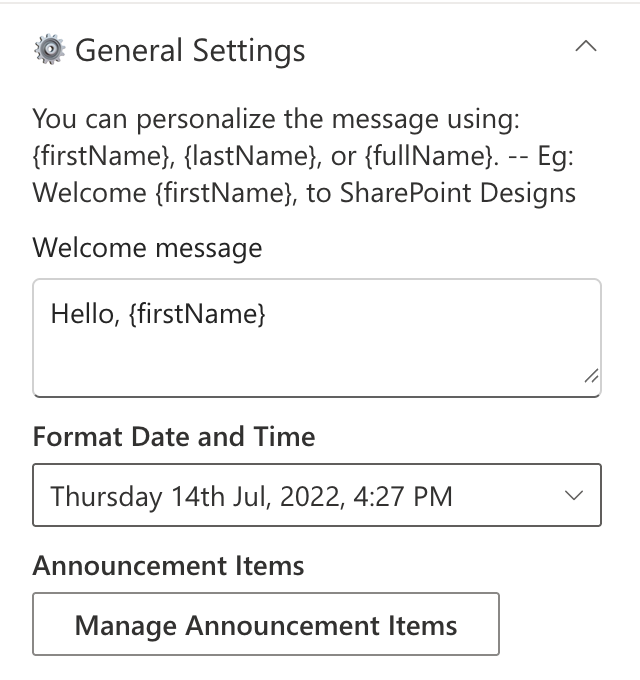 General Settings
You can personalize the message using:
{firstName}, {lastName}, or {fullName}. -- Eg:
Welcome {firstName}, to SharePoint Designs
Welcome message
Hello, {firstName}
Format Date and Time
Thursday 14th Jul, 2022, 4:27 PM
Announcement Items
Manage Announcement Items